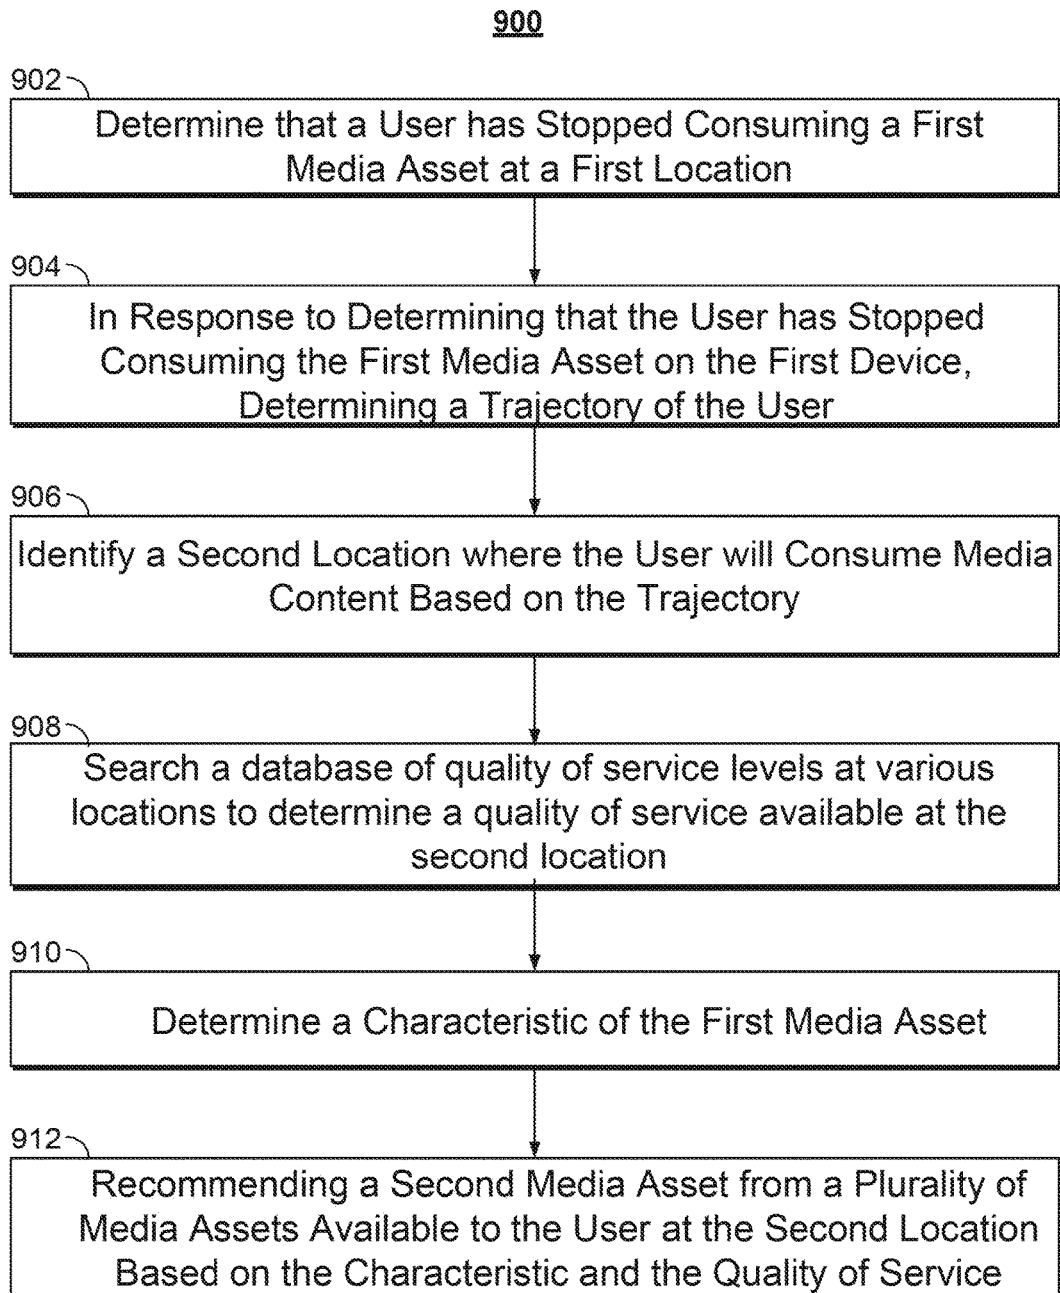 900
902
Determine that a User has Stopped Consuming a First
Media Asset at a First Location
904
In Response to Determining that the User has Stopped
Consuming the First Media Asset on the First Device,
Determining a Trajectory of the User
906
Identify a Second Location where the User will Consume Media
Content Based on the Trajectory
908
Search a database of quality of service levels at various
locations to determine a quality of service available at the
second location
910
Determine a Characteristic of the First Media Asset
912
Recommending a Second Media Asset from a Plurality of
Media Assets Available to the User at the Second Location
Based on the Characteristic and the Quality of Service